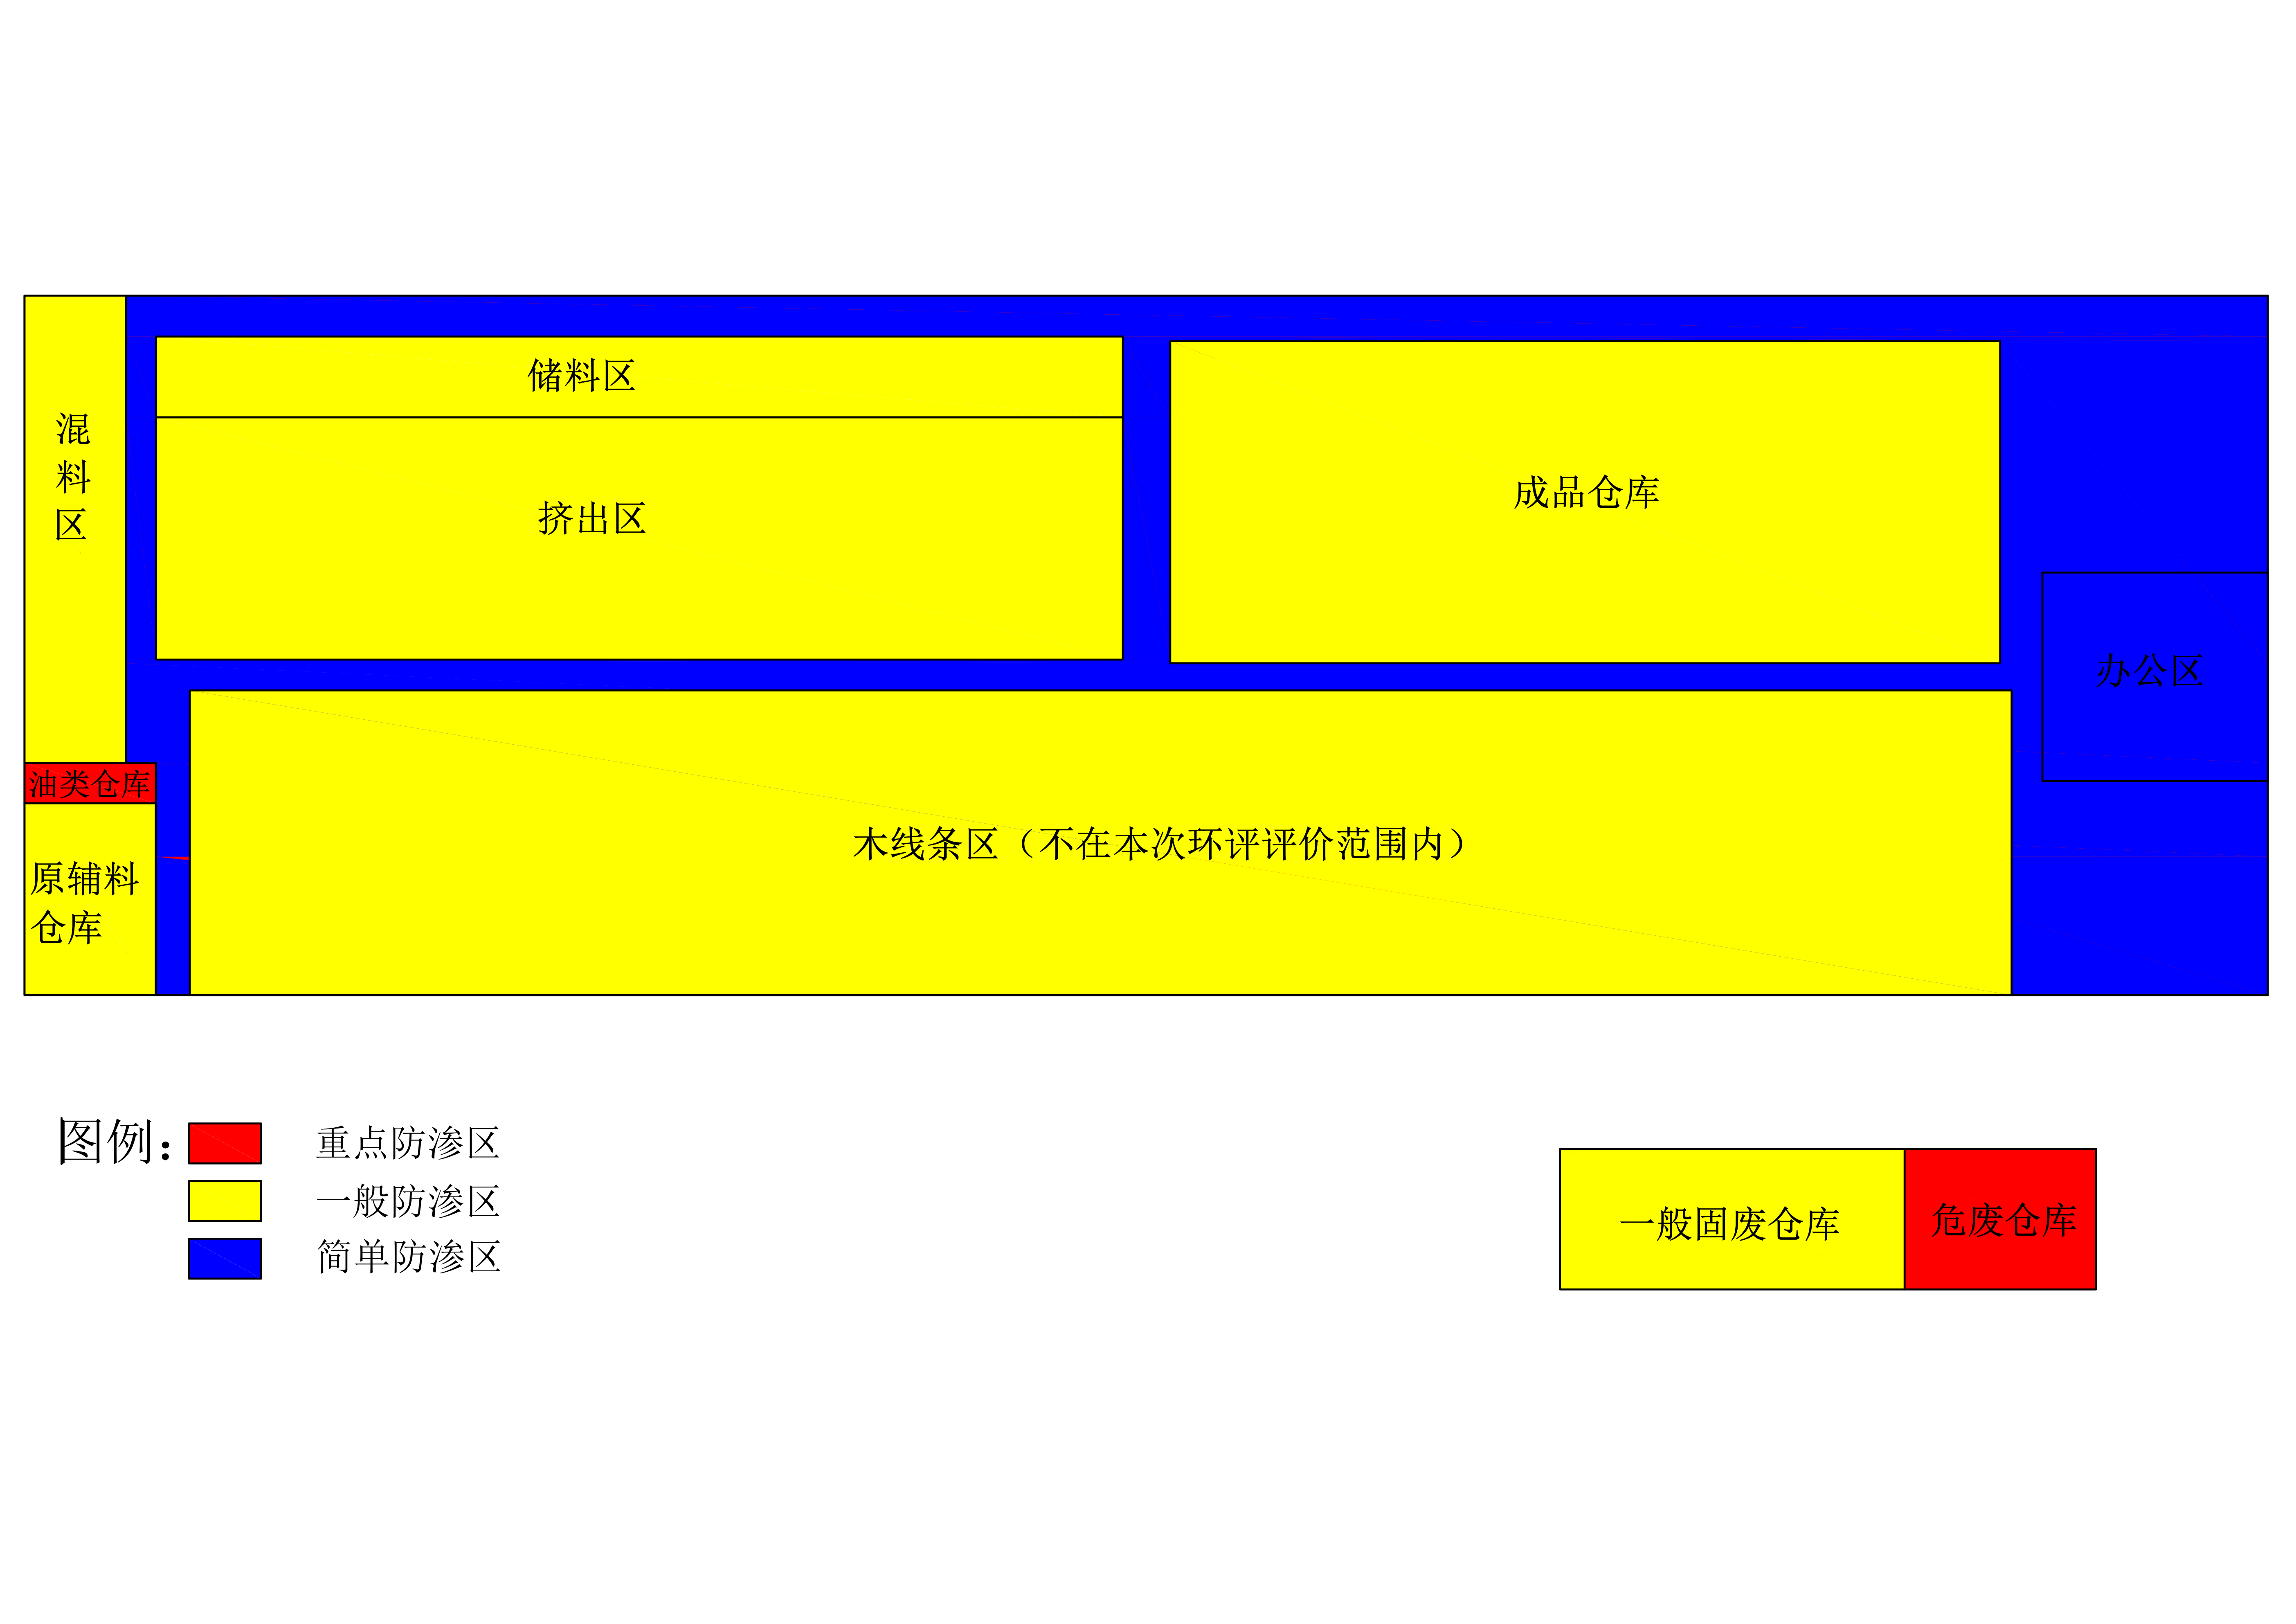 储料区
混
料
区
挤出区
成品仓库
办公区
油类仓库
木线条区（不在本次环评评价范围内）
原辅料
仓库
图例：
重点防渗区
一般防渗区
简单防渗区
一般固废仓库
危废仓库